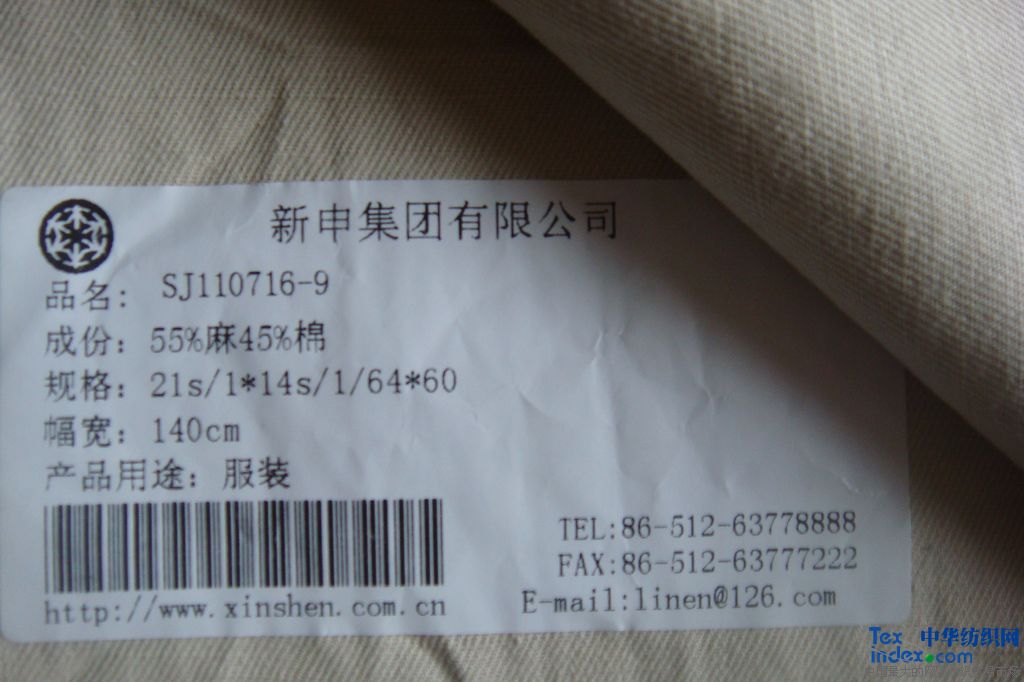 新申集团有限公司
品名: SJ110716-9
成份: 55%麻45%棉
规格: 21s/1*14s/1/64*60
幅宽: 140cm
产品用途: 服装
TEL:86-512-63778888
FAX:86-512-63777222
http://www.xinshen.com.cn
E-mail:linen@126.com
Tex 中华纺织网
index.com